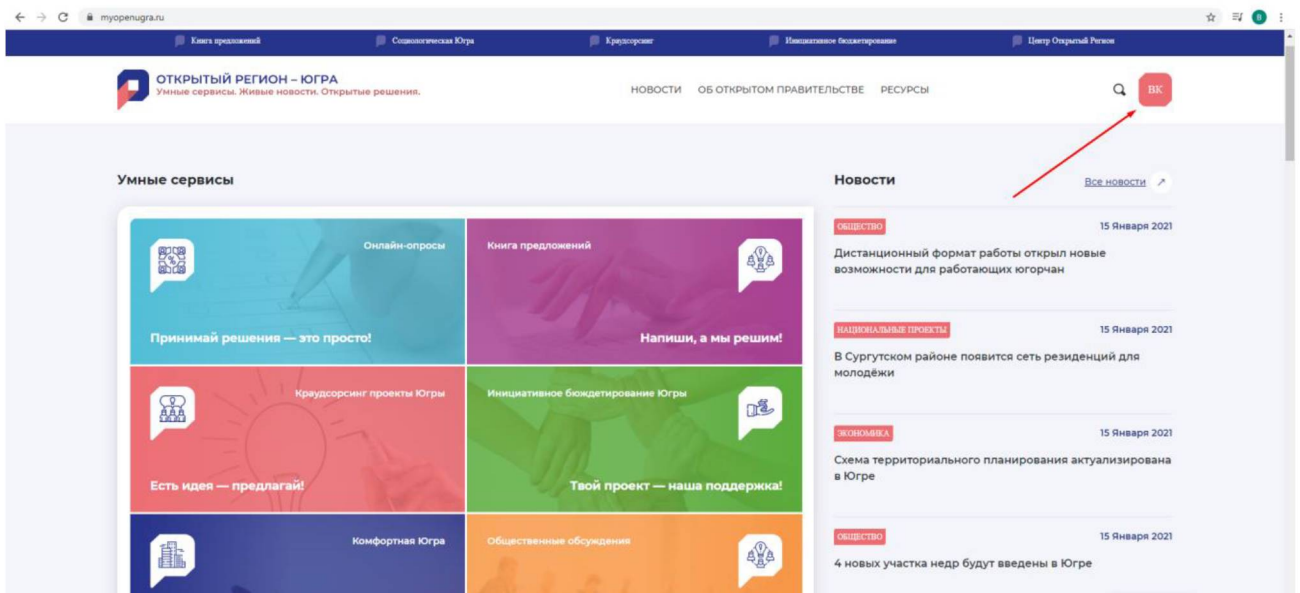 myopenugra.ru
В
Книга предложений
Социологическая Югра
Краудсорсинг
Инициативное бюджетирование
Центр Открытый Регион
ОТКРЫТЫЙ РЕГИОН – ЮГРА
Умные сервисы. Живые новости. Открытые решения.
НОВОСТИ ОБ ОТКРЫТОМ ПРАВИТЕЛЬСТВЕ РЕСУРСЫ
ВК
Умные сервисы
Онлайн-опросы
Принимай решения — это просто!
Книга предложений
Напиши, а мы решим!
Краудсорсинг проекты Югры
Есть идея — предлагай!
Инициативное бюждетирование Югры
Твой проект — наша поддержка!
Комфортная Югра
Общественные обсуждения
Новости
Все новости
ОБЩЕСТВО
15 Января 2021
Дистанционный формат работы открыл новые
возможности для работающих югорчан
НАЦИОНАЛЬНЫЕ ПРОЕКТЫ
15 Января 2021
В Сургутском районе появится сеть резиденций для
молодёжи
ЭКОНОМИКА
15 Января 2021
Схема территориального планирования актуализирована
в Югре
ОБЩЕСТВО
15 Января 2021
4 новых участка недр будут введены в Югре